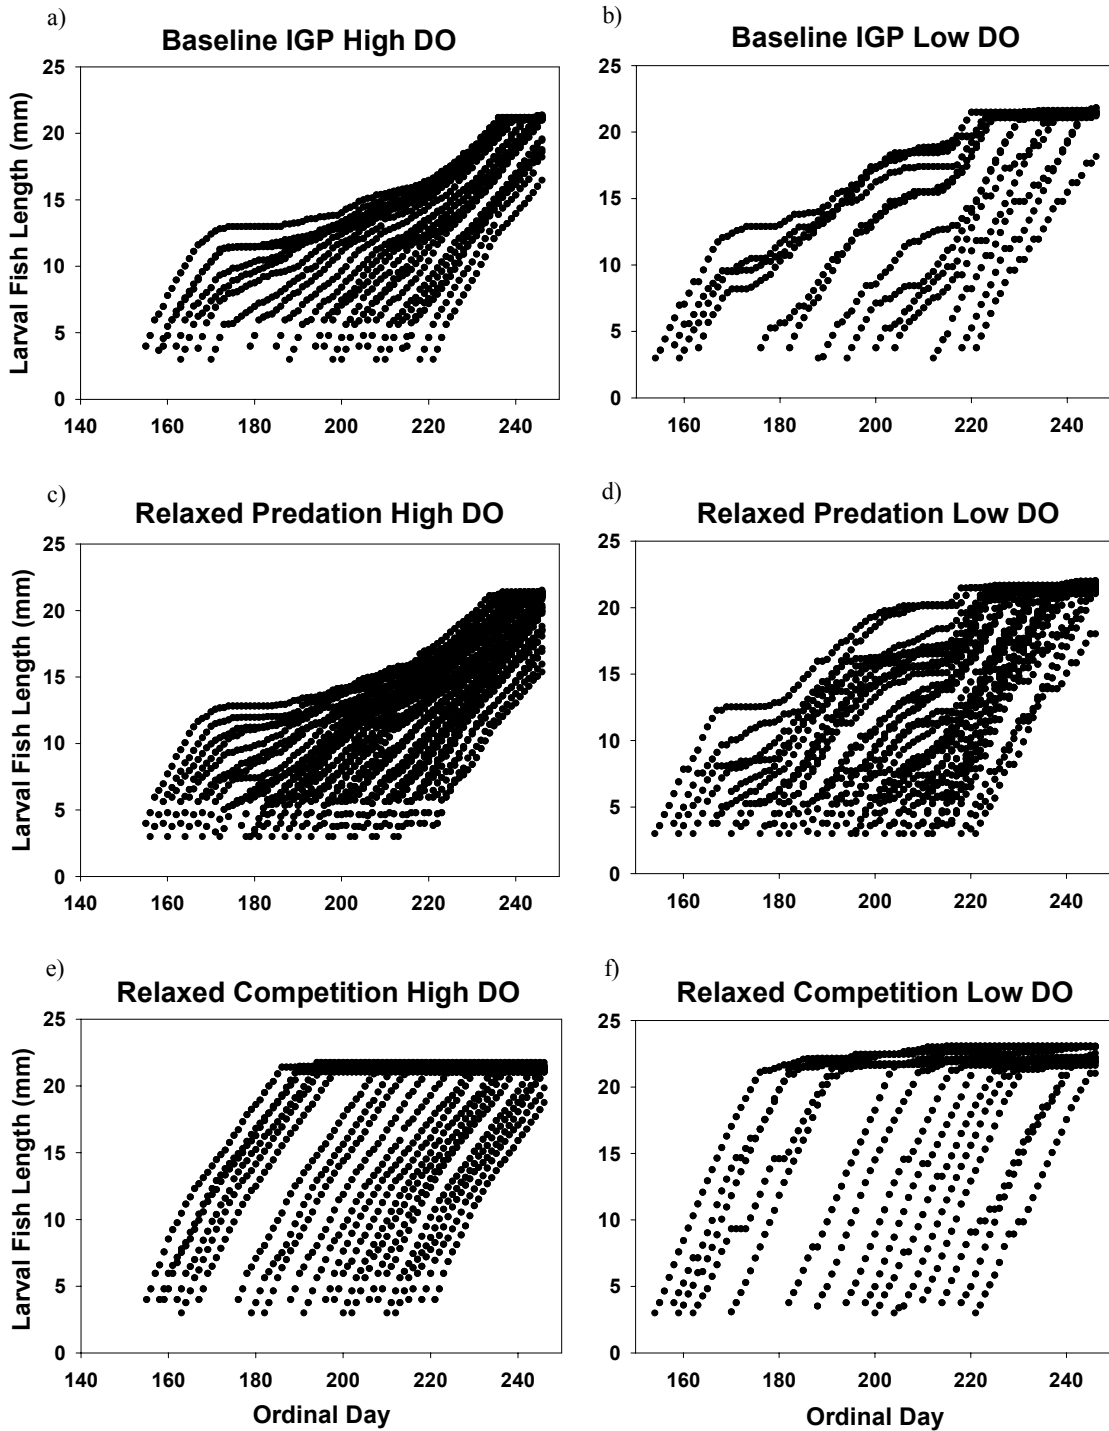 a)
Baseline IGP High DO
b)
Baseline IGP Low DO
Larval Fish Length (mm)
25
20
15
10
5
0
140 160 180 200 220 240
25
20
15
10
5
0
160 180 200 220 240
c)
Relaxed Predation High DO
d)
Relaxed Predation Low DO
Larval Fish Length (mm)
25
20
15
10
5
0
140 160 180 200 220 240
25
20
15
10
5
0
160 180 200 220 240
e)
Relaxed Competition High DO
f)
Relaxed Competition Low DO
Larval Fish Length (mm)
25
20
15
10
5
0
140 160 180 200 220 240
Ordinal Day
25
20
15
10
5
0
160 180 200 220 240
Ordinal Day